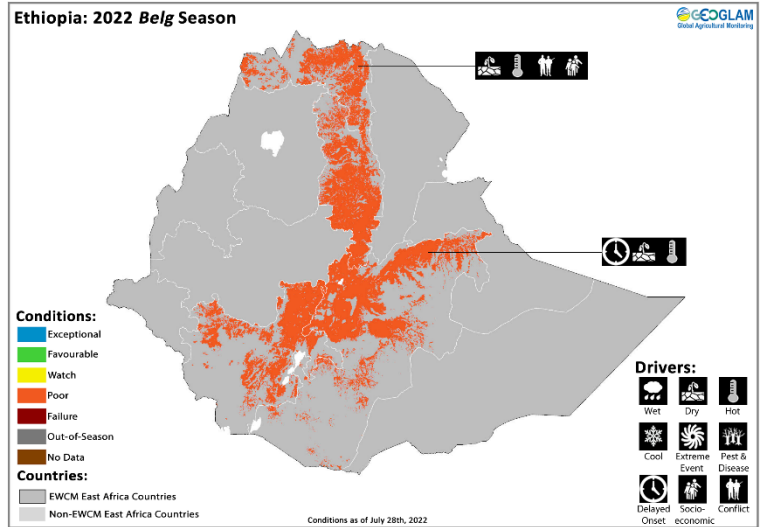 Ethiopia: 2022 Belg Season
GEOGLAM
Global Agricultural Monitoring
Conditions:
Exceptional
Favourable
Watch
Poor
Failure
Out-of-Season
No Data
Countries:
EWCM East Africa Countries
Non-EWCM East Africa Countries
Conditions as of July 28th, 2022
Drivers:
Wet
Dry
Hot
Cool
Extreme
Event
Pest &
Disease
Delayed
Onset
Socio-
economic
Conflict